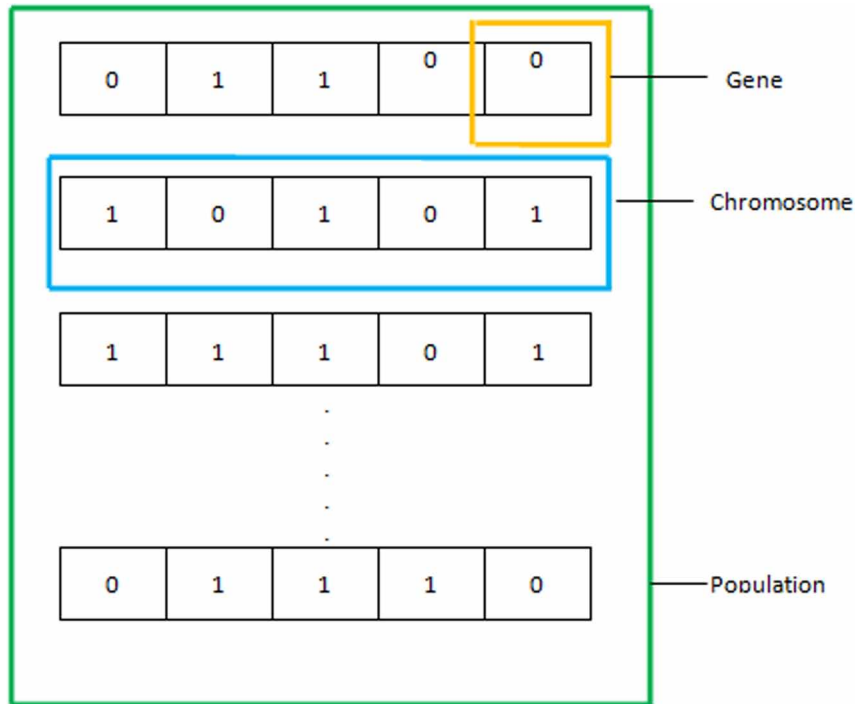 0 1 1 0 0 Gene
1 0 1 0 1 Chromosome
1 1 1 0 1
0 1 1 1 0 Population